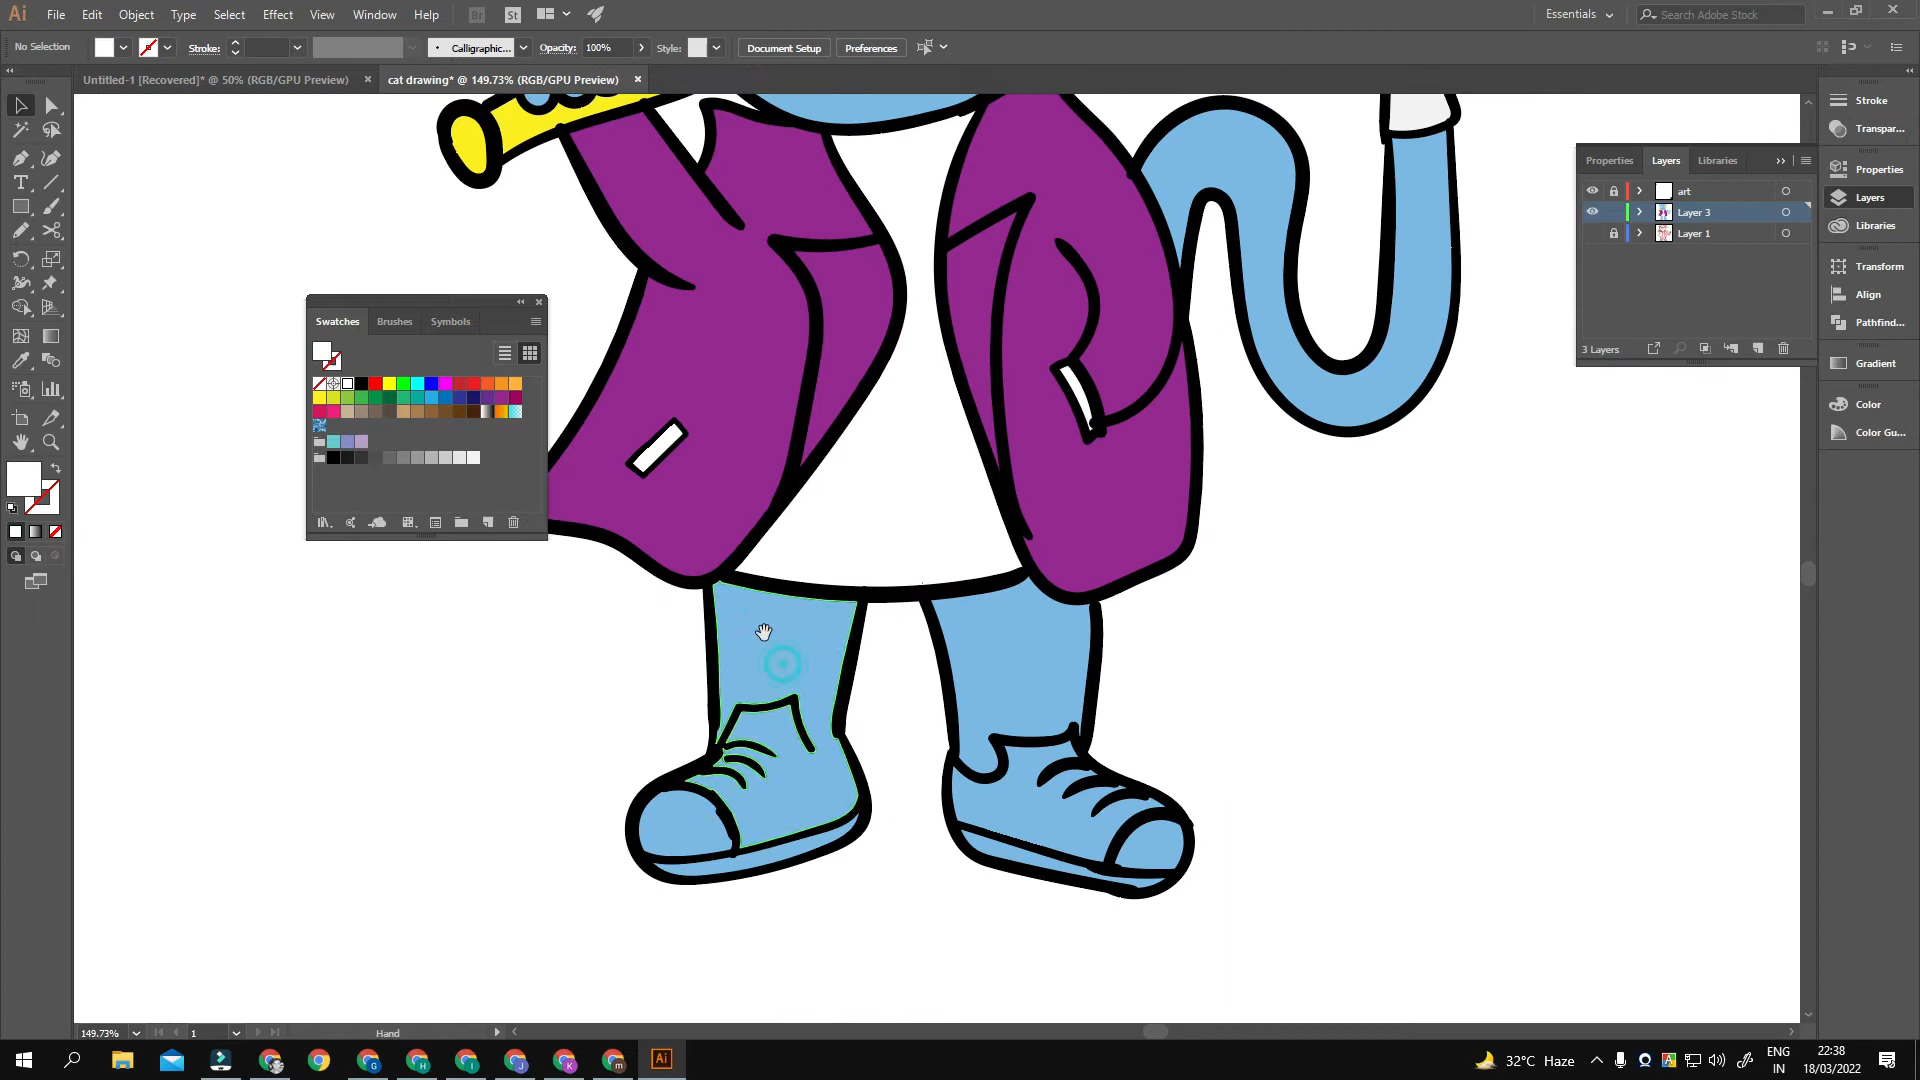 Ai File Edit Object Type Select Effect View Window Help Br St Essentials Search Adobe Stock
No Selection Stroke: Calligraphic... Opacity: 100% Style: Document Setup Preferences
Untitled-1 [Recovered]* @ 50% (RGB/GPU Preview) × cat drawing* @ 149.73% (RGB/GPU Preview) ×
Stroke
Transpar...
Properties Layers Libraries
Properties
art
Layers
Layer 3
Libraries
Layer 1
Transform
Align
Swatches Brushes Symbols
Pathfind...
3 Layers
Gradient
Color
Color Gu...
149.73% 1 Hand
Ai 32°C Haze ENG 22:38
IN 18/03/2022